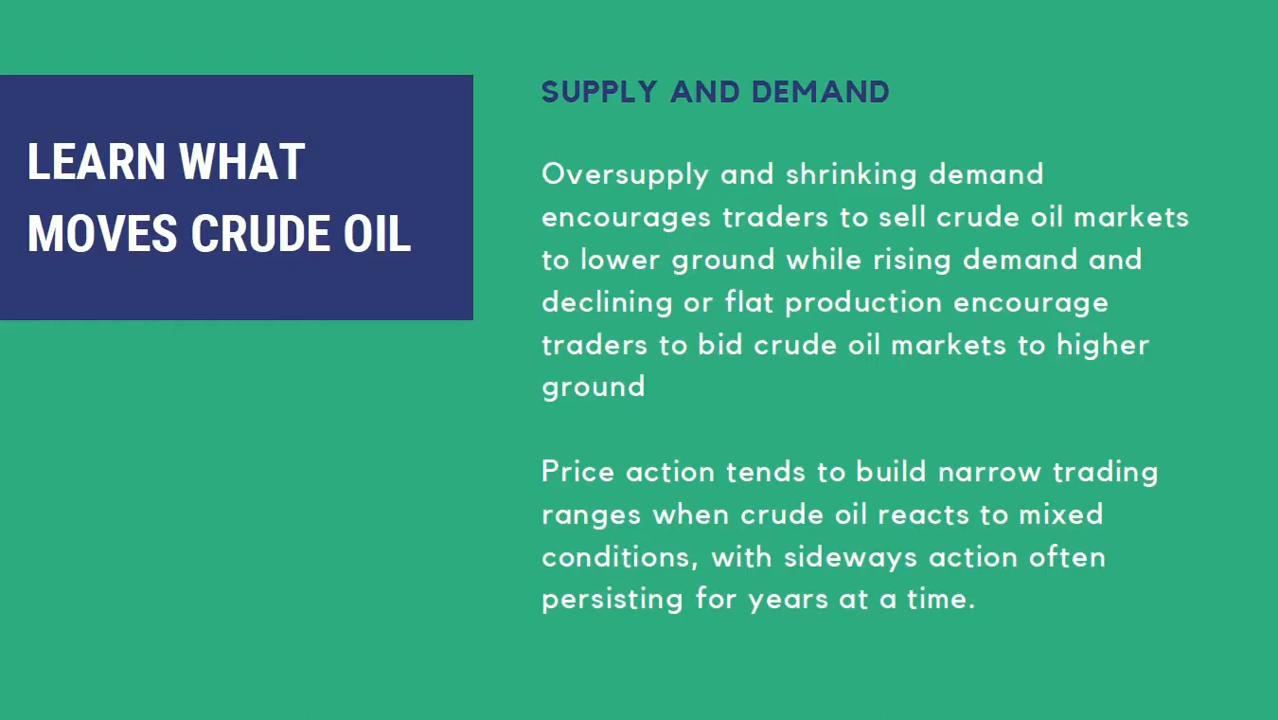 LEARN WHAT
MOVES CRUDE OIL
SUPPLY AND DEMAND
Oversupply and shrinking demand
encourages traders to sell crude oil markets
to lower ground while rising demand and
declining or flat production encourage
traders to bid crude oil markets to higher
ground
Price action tends to build narrow trading
ranges when crude oil reacts to mixed
conditions, with sideways action often
persisting for years at a time.